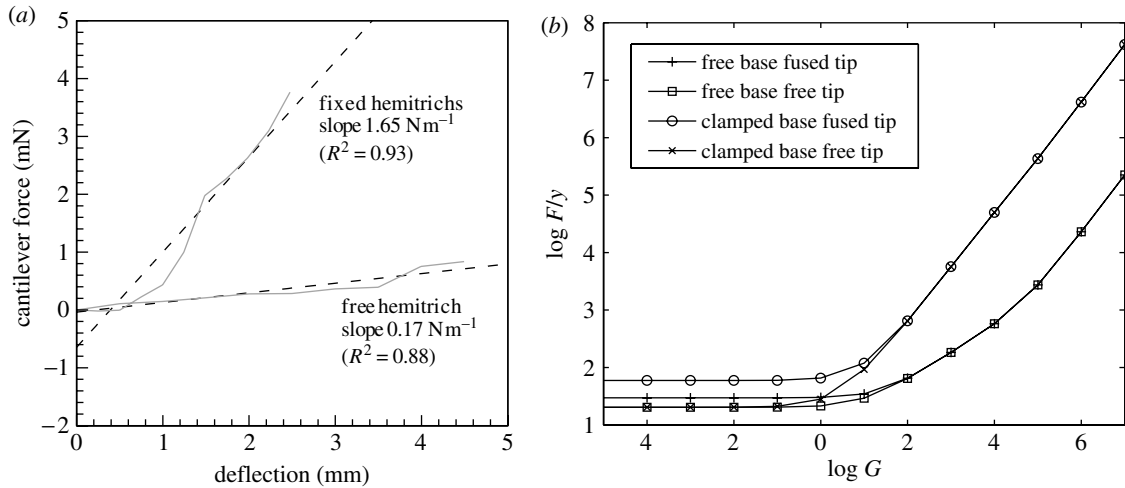 (a)
5
4
3
2
1
0
−1
−2
cantilever force (mN)
fixed hemitrichs
slope 1.65 Nm−1
(R2 = 0.93)
free hemitrich
slope 0.17 Nm−1
(R2 = 0.88)
0 1 2 3 4 5
deflection (mm)
(b)
8
7
6
5
4
3
2
1
log F/y
free base fused tip
free base free tip
clamped base fused tip
clamped base free tip
4 2 0 2 4 6
log G